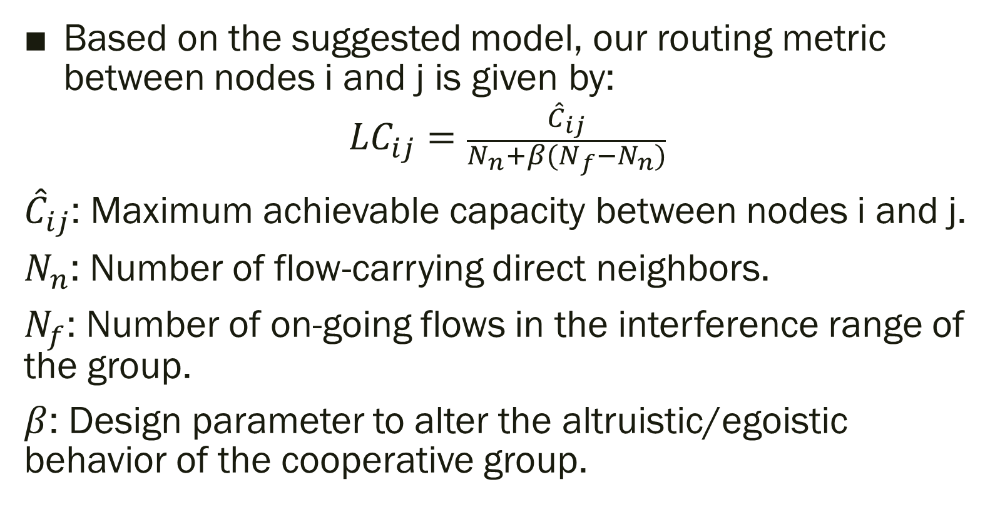 ■ Based on the suggested model, our routing metric
between nodes i and j is given by:
$LC_{ij} = \frac{\hat{C}_{ij}}{N_n+\beta(N_f-N_n)}$
$\hat{C}_{ij}$: Maximum achievable capacity between nodes i and j.
$N_n$: Number of flow-carrying direct neighbors.
$N_f$: Number of on-going flows in the interference range of
the group.
$\beta$: Design parameter to alter the altruistic/egoistic
behavior of the cooperative group.